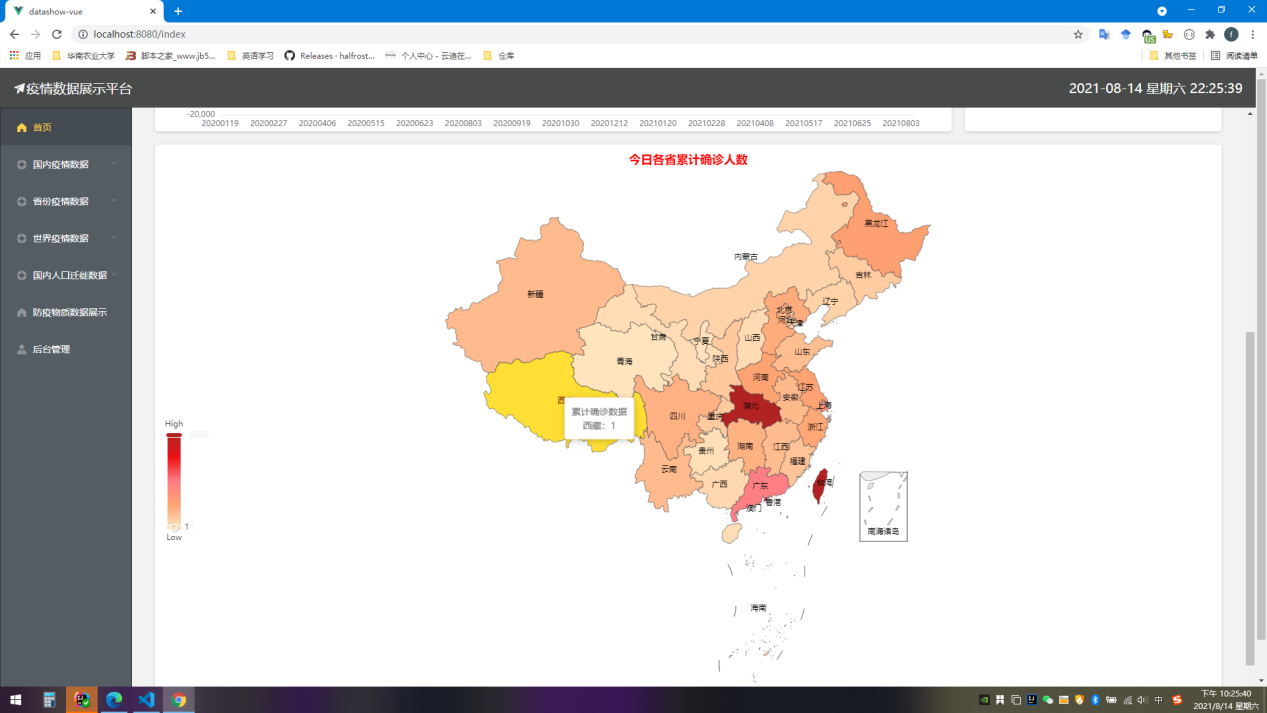 datashow-vue
localhost:8080/index
应用
华南农业大学
脚本之家_www.jb5...
英语学习
Releases · halfrost...
个人中心 - 云迹在...
仓库
其他书签
阅读清单
疫情数据展示平台
2021-08-14 星期六 22:25:39
首页
国内疫情数据
省份疫情数据
世界疫情数据
国内人口迁徙数据
防疫物质数据展示
后台管理
-20,000
20200119 20200227 20200406 20200515 20200623 20200803 20200919 20201030 20201212 20210120 20210228 20210408 20210517 20210625 20210803
今日各省累计确诊人数
黑龙江
内蒙古
吉林
新疆
辽宁
北京
天津
甘肃
宁夏
山西
陕西
山东
青海
河南
江苏
安徽
上海
西
累计确诊数据
西藏: 1
四川
重庆
湖北
浙江
湖南
江西
贵州
福建
云南
广西
广东
台湾
香港
澳门
南海诸岛
海南
High
6500
1
Low
US
f
中
下午 10:25:40
2021/8/14 星期六